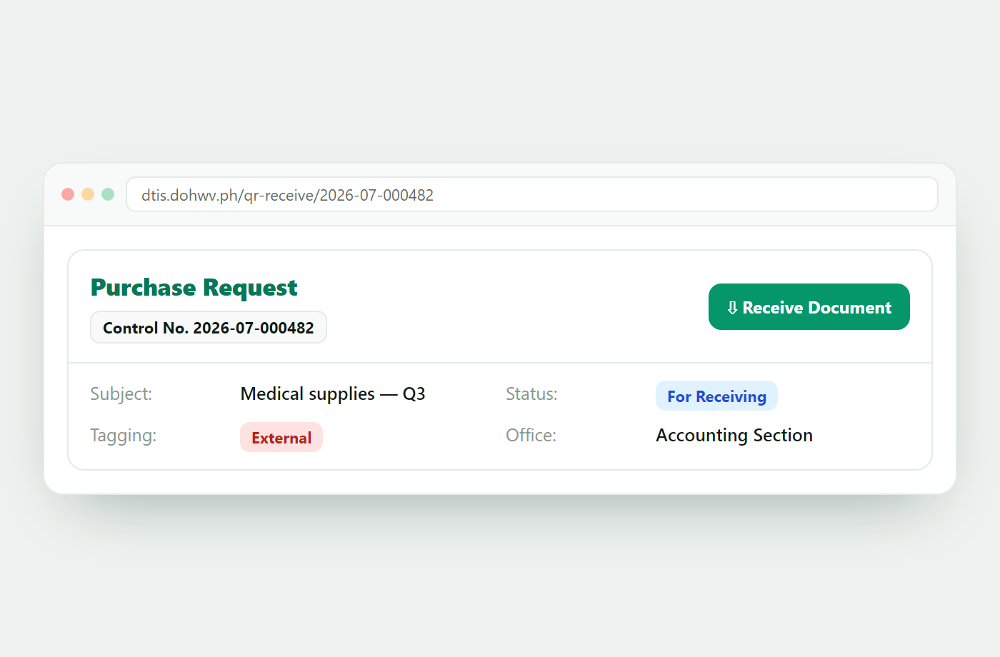 dtis.dohwv.ph/qr-receive/2026-07-000482
Purchase Request
Control No. 2026-07-000482
⇩ Receive Document
Subject: Medical supplies — Q3 Status: For Receiving
Tagging: External Office: Accounting Section